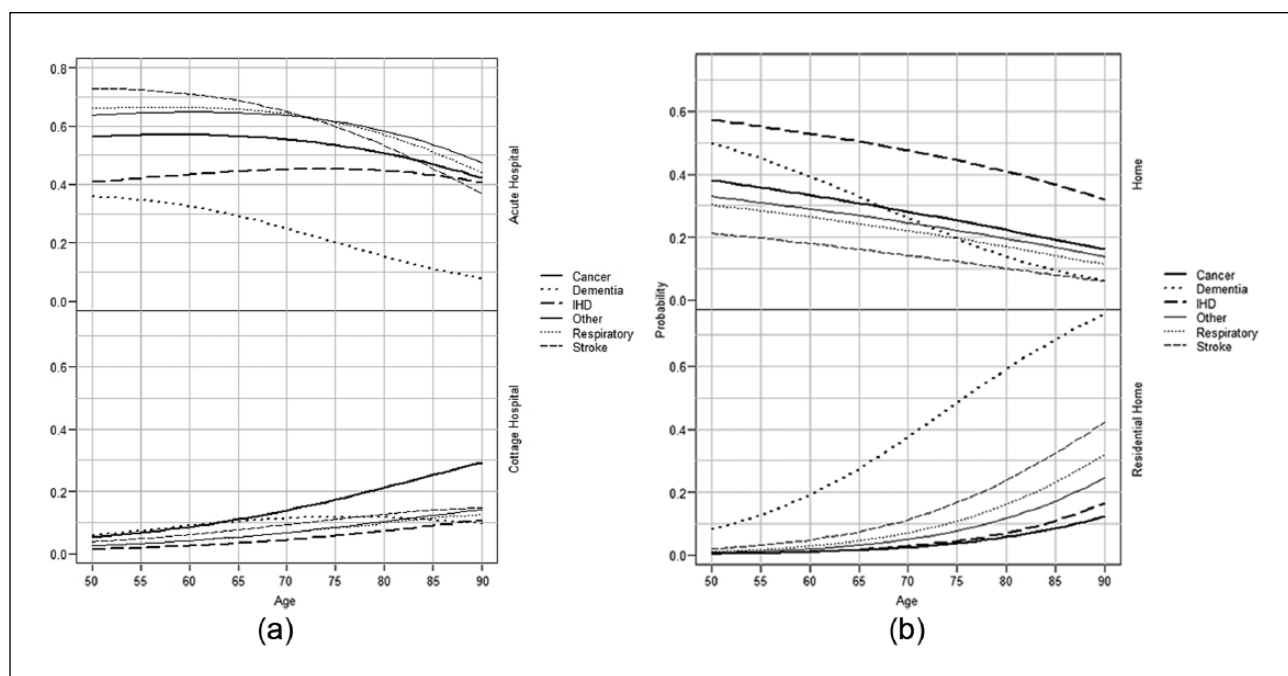 0.8
0.6
0.4
0.2
0.0
Acute Hospital
0.6
0.4
0.2
0.0
Cottage Hospital
50 55 60 65 70 75 80 85 90
Age
Cancer
Dementia
IHD
Other
Respiratory
Stroke
(a)
Probability
0.6
0.4
0.2
0.0
Home
0.6
0.4
0.2
0.0
Residential Home
50 55 60 65 70 75 80 85 90
Age
Cancer
Dementia
IHD
Other
Respiratory
Stroke
(b)